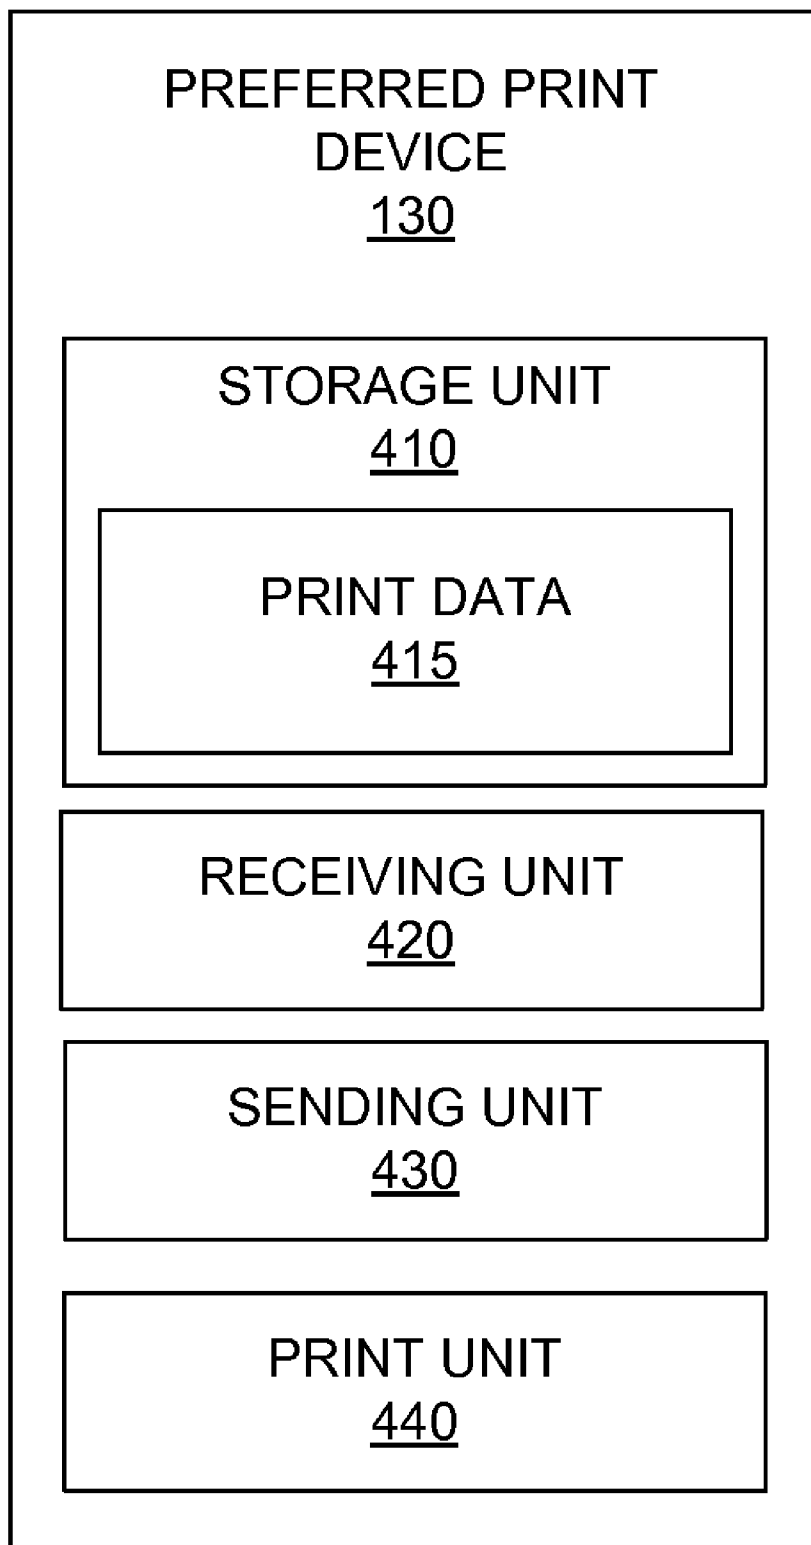 PREFERRED PRINT
DEVICE
130
STORAGE UNIT
410
PRINT DATA
415
RECEIVING UNIT
420
SENDING UNIT
430
PRINT UNIT
440